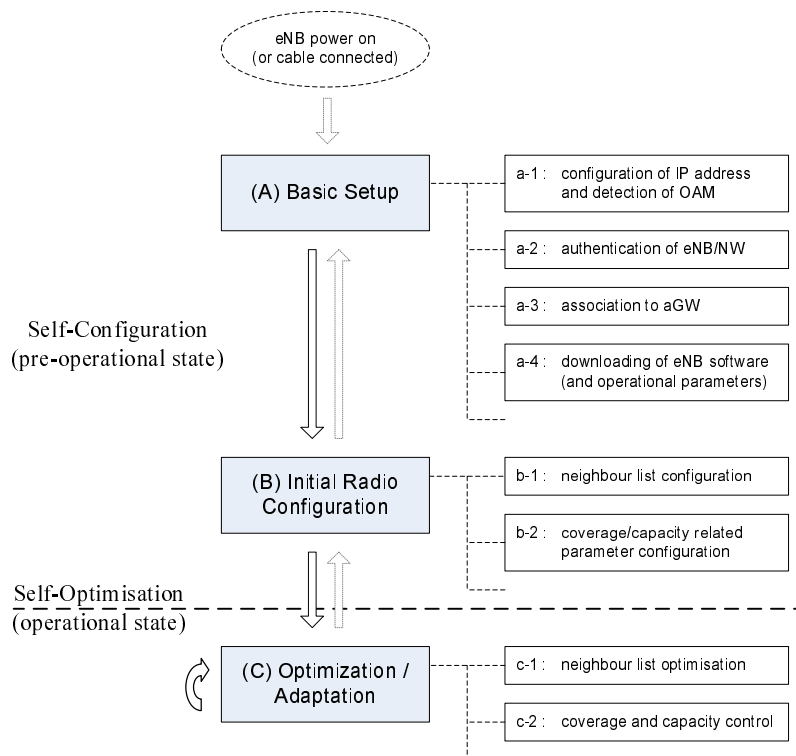 eNB power on
(or cable connected)
(A) Basic Setup
a-1 : configuration of IP address
and detection of OAM
a-2 : authentication of eNB/NW
a-3 : association to aGW
a-4 : downloading of eNB software
(and operational parameters)
Self-Configuration
(pre-operational state)
(B) Initial Radio
Configuration
b-1 : neighbour list configuration
b-2 : coverage/capacity related
parameter configuration
Self-Optimisation
(operational state)
(C) Optimization /
Adaptation
c-1 : neighbour list optimisation
c-2 : coverage and capacity control